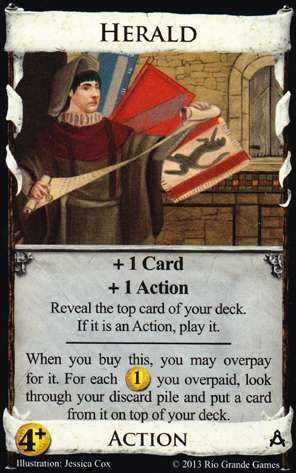 HERALD
+ 1 Card
+ 1 Action
Reveal the top card of your deck.
If it is an Action, play it.
When you buy this, you may overpay
for it. For each 1 you overpaid, look
through your discard pile and put a
card from it on top of your deck.
4+
ACTION
Illustration: Jessica Cox
© 2013 Rio Grande Games